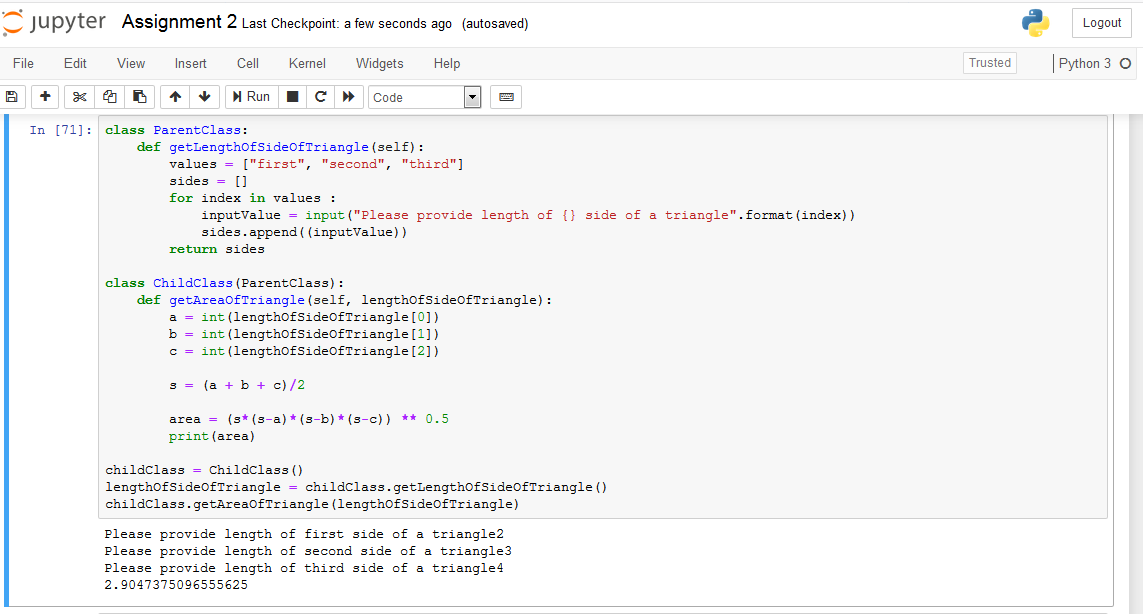 jupyter Assignment 2 Last Checkpoint: a few seconds ago (autosaved) Logout
File Edit View Insert Cell Kernel Widgets Help Trusted Python 3
Run Code
In [71]: class ParentClass:
    def getLengthOfSideOfTriangle(self):
        values = ["first", "second", "third"]
        sides = []
        for index in values :
            inputValue = input("Please provide length of {} side of a triangle".format(index))
            sides.append((inputValue))
        return sides

class ChildClass(ParentClass):
    def getAreaOfTriangle(self, lengthOfSideOfTriangle):
        a = int(lengthOfSideOfTriangle[0])
        b = int(lengthOfSideOfTriangle[1])
        c = int(lengthOfSideOfTriangle[2])

        s = (a + b + c)/2

        area = (s*(s-a)*(s-b)*(s-c)) ** 0.5
        print(area)

childClass = ChildClass()
lengthOfSideOfTriangle = childClass.getLengthOfSideOfTriangle()
childClass.getAreaOfTriangle(lengthOfSideOfTriangle)
Please provide length of first side of a triangle2
Please provide length of second side of a triangle3
Please provide length of third side of a triangle4
2.9047375096555625